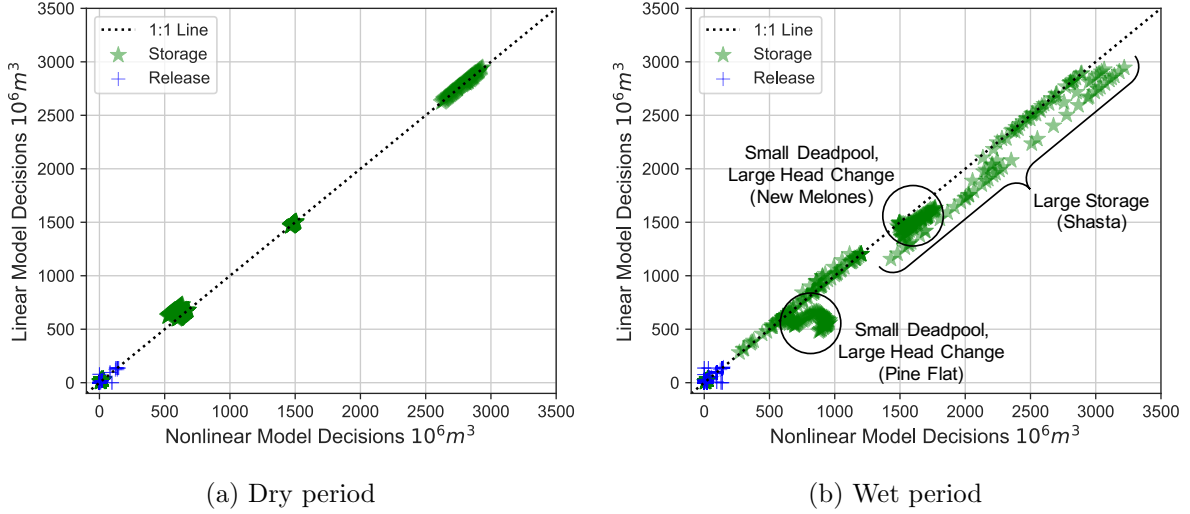 3500
3000
2500
2000
1500
1000
500
0
Linear Model Decisions 10⁶m³
1:1 Line
Storage
Release
0 500 1000 1500 2000 2500 3000 3500
Nonlinear Model Decisions 10⁶m³
(a) Dry period
3500
3000
2500
2000
1500
1000
500
0
Linear Model Decisions 10⁶m³
1:1 Line
Storage
Release
Small Deadpool,
Large Head Change
(New Melones)
Large Storage
(Shasta)
Small Deadpool,
Large Head Change
(Pine Flat)
0 500 1000 1500 2000 2500 3000 3500
Nonlinear Model Decisions 10⁶m³
(b) Wet period